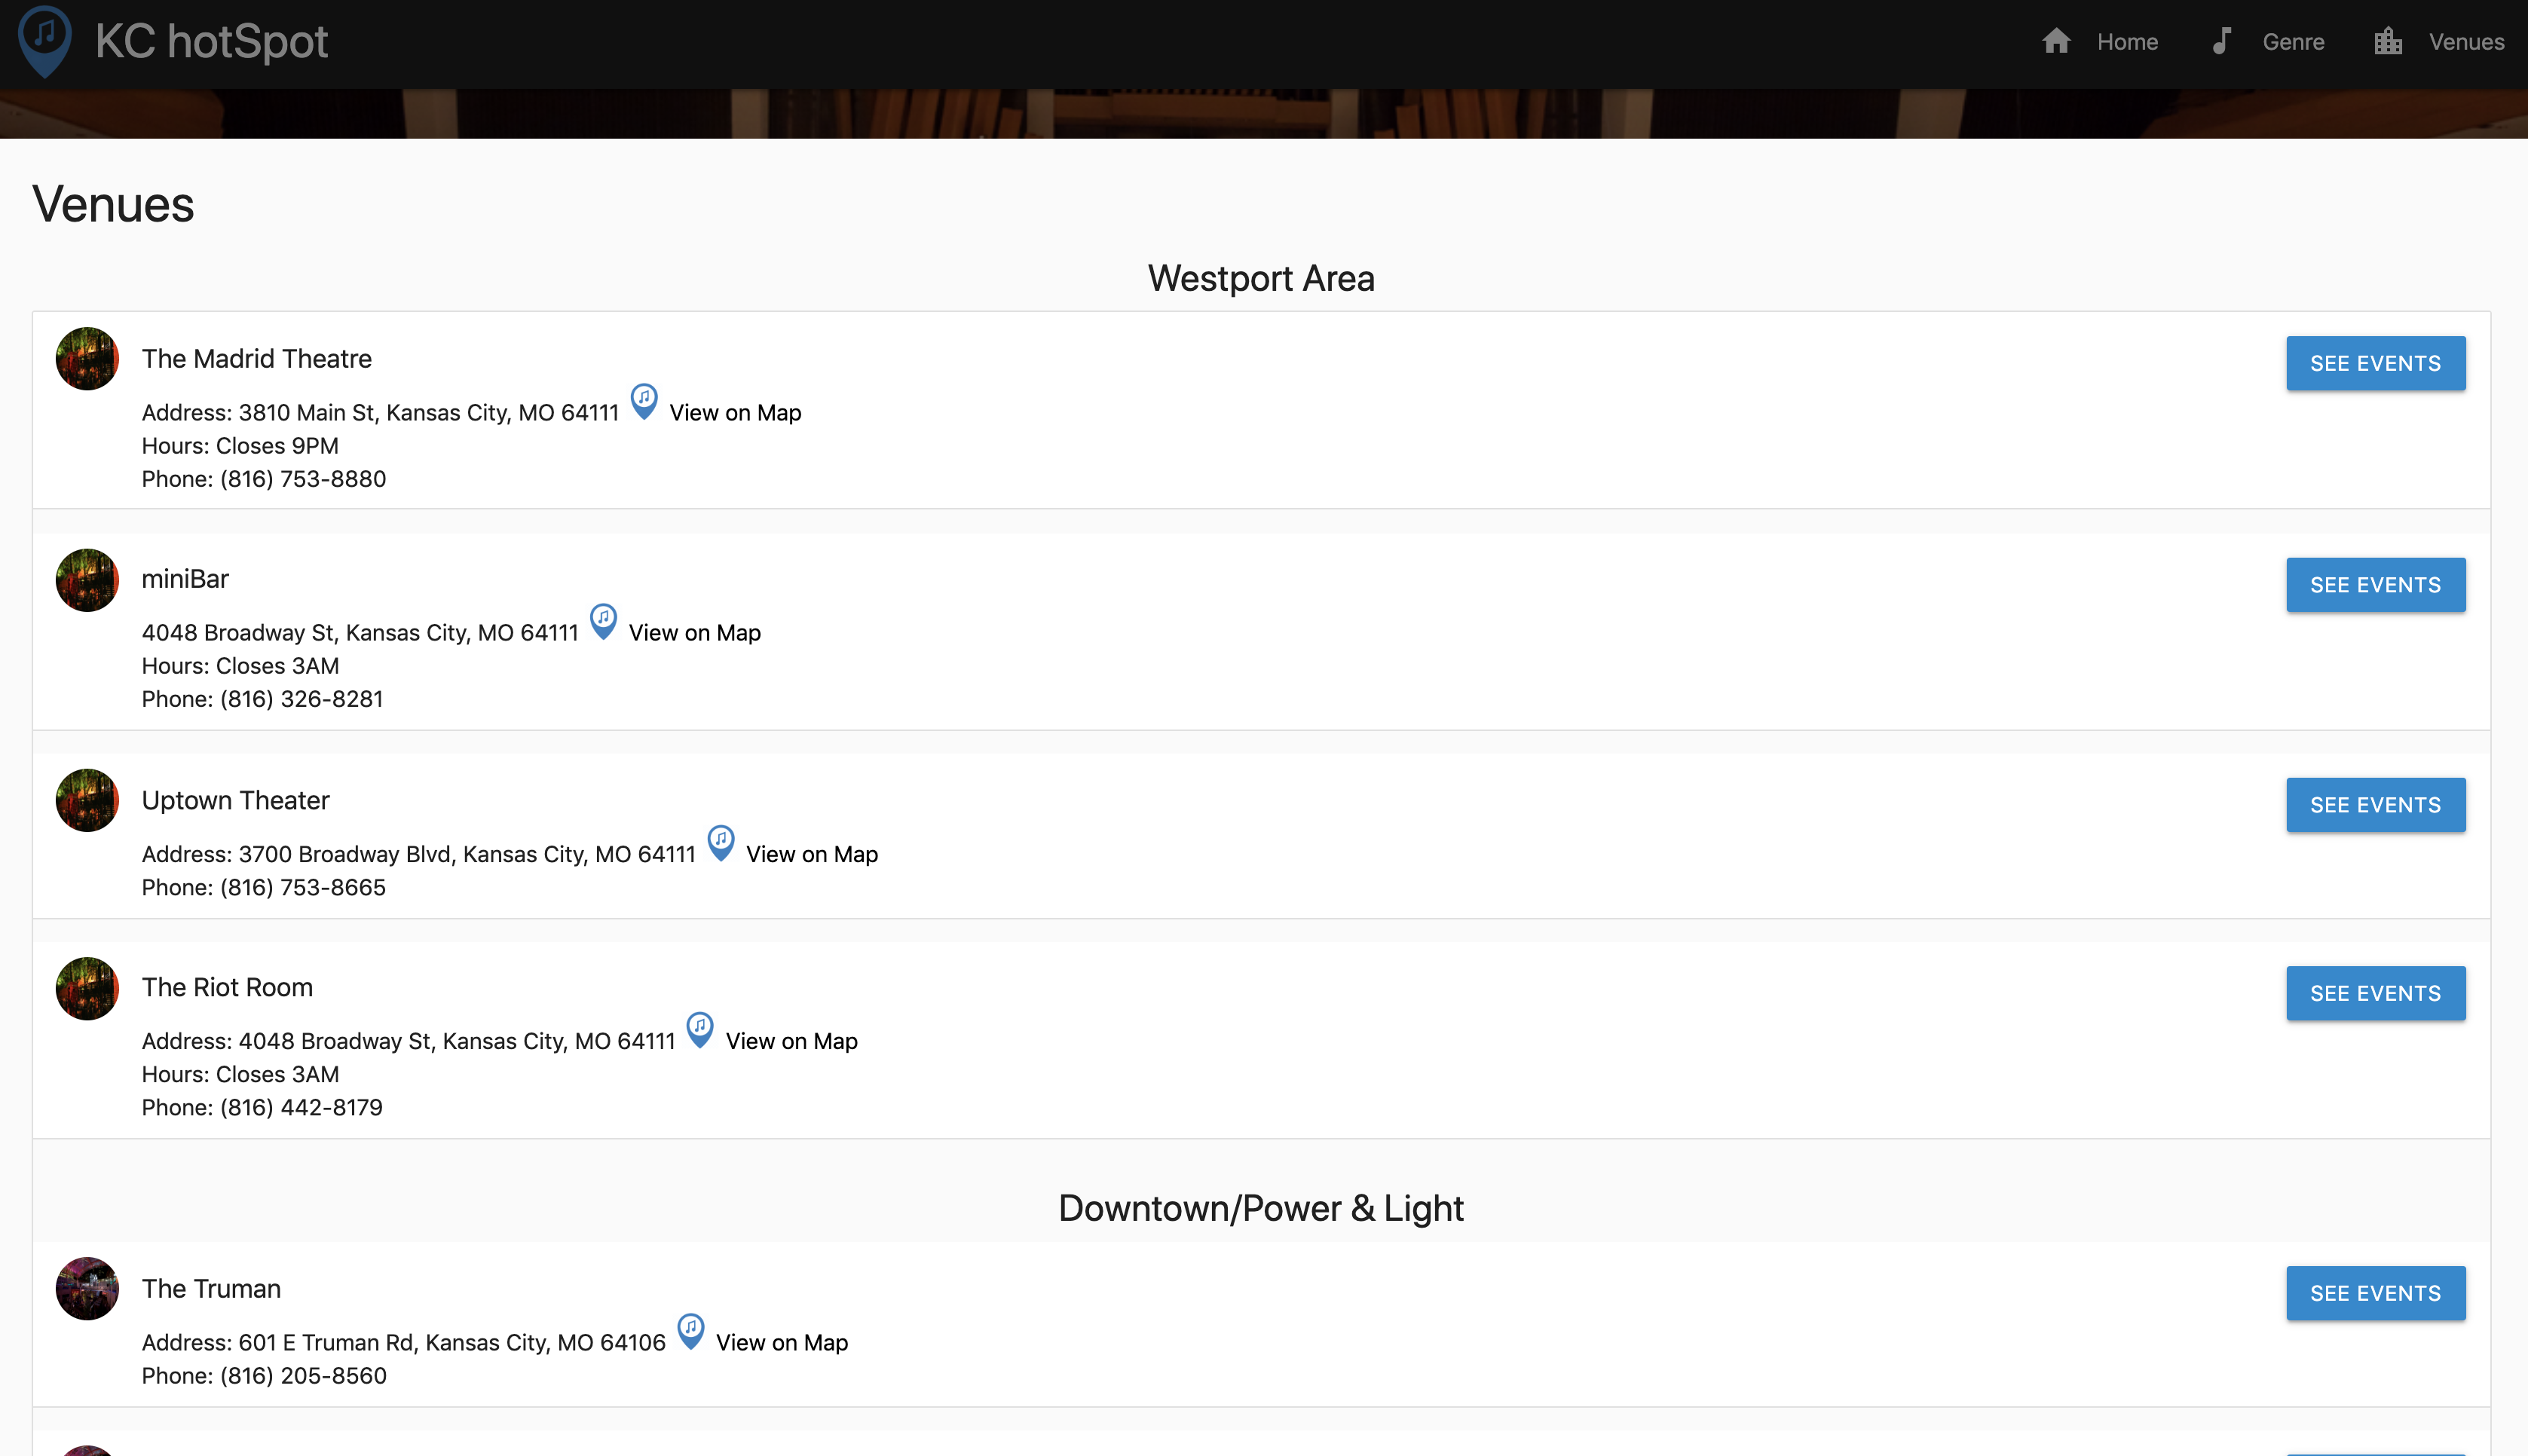 KC hotSpot
Home Genre Venues
Venues
Westport Area
The Madrid Theatre
SEE EVENTS
Address: 3810 Main St, Kansas City, MO 64111 View on Map
Hours: Closes 9PM
Phone: (816) 753-8880
miniBar
SEE EVENTS
4048 Broadway St, Kansas City, MO 64111 View on Map
Hours: Closes 3AM
Phone: (816) 326-8281
Uptown Theater
SEE EVENTS
Address: 3700 Broadway Blvd, Kansas City, MO 64111 View on Map
Phone: (816) 753-8665
The Riot Room
SEE EVENTS
Address: 4048 Broadway St, Kansas City, MO 64111 View on Map
Hours: Closes 3AM
Phone: (816) 442-8179
Downtown/Power & Light
The Truman
SEE EVENTS
Address: 601 E Truman Rd, Kansas City, MO 64106 View on Map
Phone: (816) 205-8560